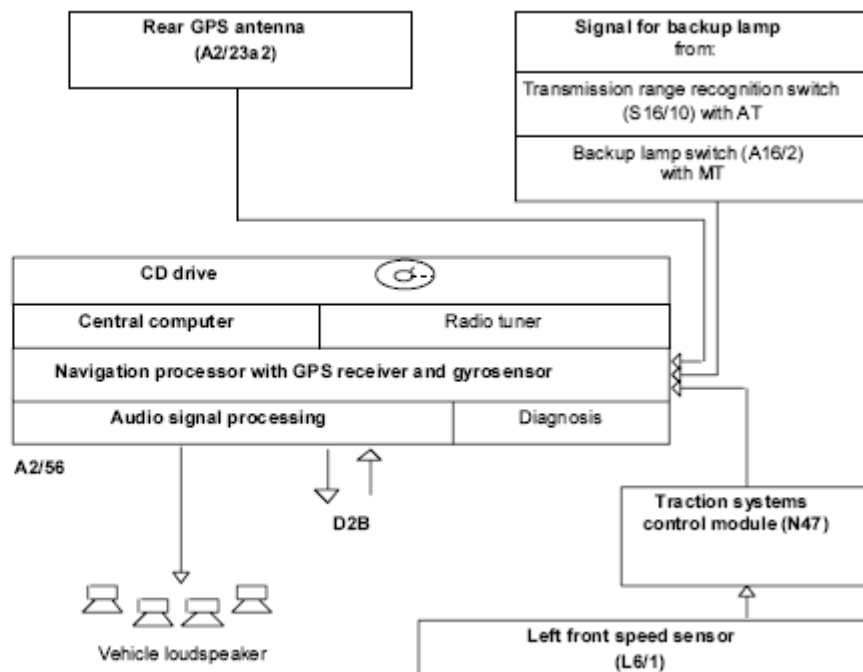 Rear GPS antenna
(A2/23a2)
Signal for backup lamp
from:
Transmission range recognition switch
(S16/10) with AT
Backup lamp switch (A16/2)
with MT
CD drive
Central computer
Radio tuner
Navigation processor with GPS receiver and gyrosensor
Audio signal processing
Diagnosis
A2/56
D2B
Traction systems
control module (N47)
Vehicle loudspeaker
Left front speed sensor
(L6/1)